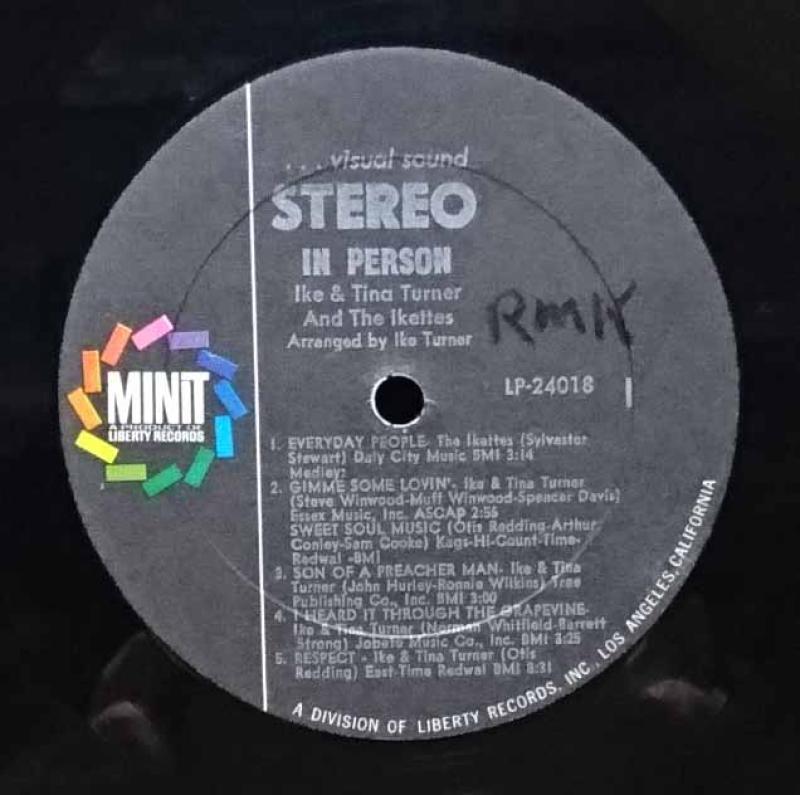 . . . visual sound
STEREO
IN PERSON
Ike & Tina Turner
And The Ikettes
Arranged by Ike Turner
RMK
LP-24018
1
MINIT
A PRODUCT OF
LIBERTY RECORDS
1. EVERYDAY PEOPLE- The Ikettes (Sylvester
Stewart) Daly City Music BMI 3:14
Medley:
2. GIMME SOME LOVIN'- Ike & Tina Turner
(Steve Winwood-Muff Winwood-Spencer Davis)
Essex Music, Inc. ASCAP 2:56
SWEET SOUL MUSIC (Otis Redding-Arthur
Conley-Sam Cooke) Kags-Hi-Count-Time-
Redwal -BMI
3. SON OF A PREACHER MAN- Ike & Tina
Turner (John Hurley-Ronnie Wilkins) Tree
Publishing Co., Inc. BMI 3:00
4. I HEARD IT THROUGH THE GRAPEVINE-
Ike & Tina Turner (Norman Whitfield-Barrett
Strong) Jobete Music Co., Inc. BMI 3:25
5. RESPECT - Ike & Tina Turner (Otis
Redding) East-Time Redwal BMI 8:31
A DIVISION OF LIBERTY RECORDS, INC., LOS ANGELES, CALIFORNIA